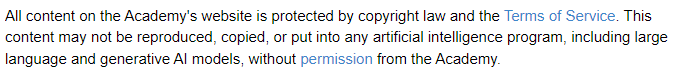 All content on the Academy's website is protected by copyright law and the Terms of Service. This
content may not be reproduced, copied, or put into any artificial intelligence program, including large
language and generative AI models, without permission from the Academy.